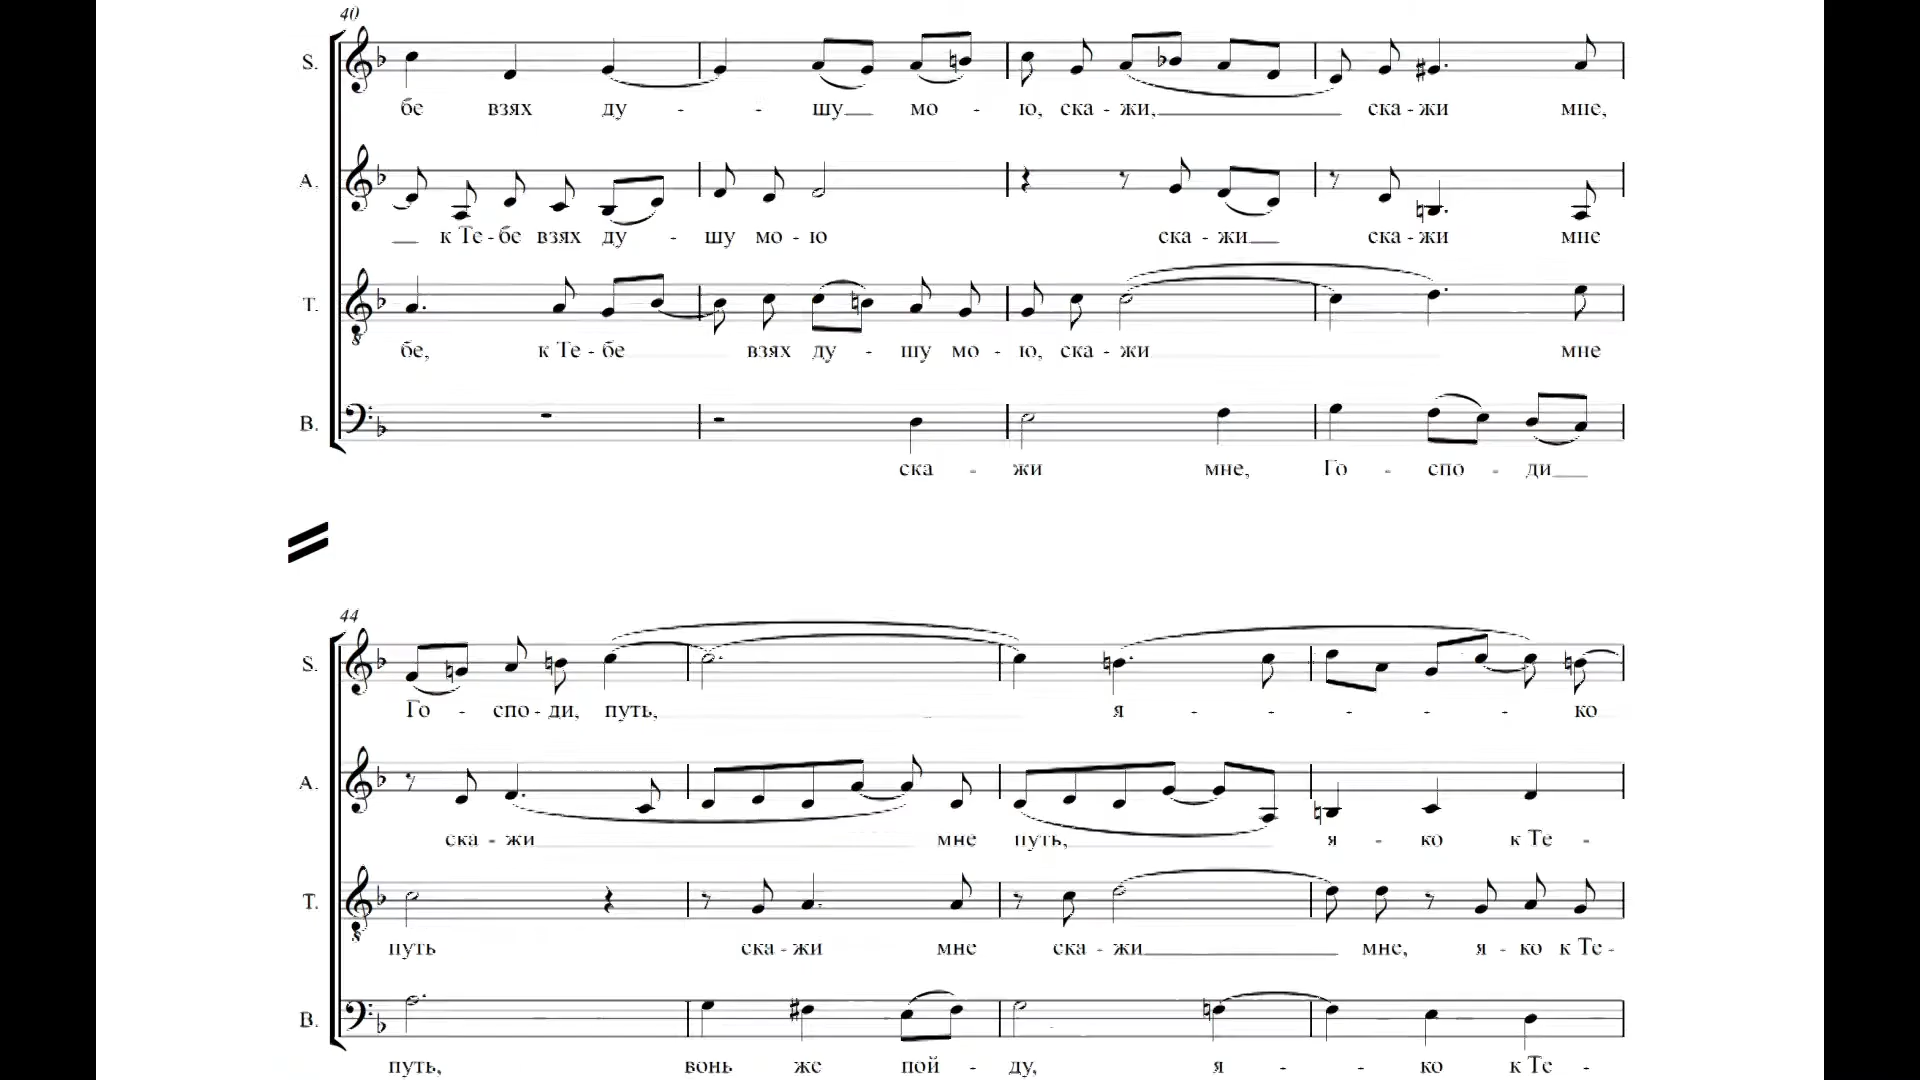 40
S.
бе взях ду - - шу мо - ю, ска - жи, ска - жи мне,
A.
к Те - бе взях ду - шу мо - ю ска - жи ска - жи мне
T.
бе, к Те - бе взях ду - шу мо - ю, ска - жи мне
B.
ска - жи мне, Го - спо - ди
44
S.
Го - спо - ди, путь, я - - - - - ко
A.
ска - жи мне путь, я - ко к Те -
T.
путь ска - жи мне ска - жи мне, я - ко к Те -
B.
путь, вонь же пой - ду, я - - ко к Те -